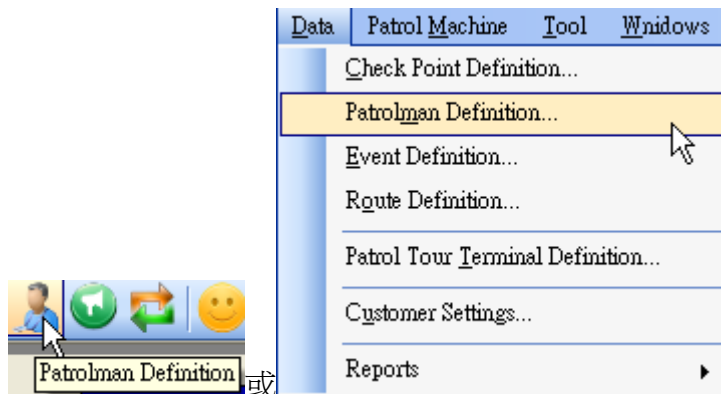 Data Patrol Machine Tool Wnidows
Check Point Definition...
Patrolman Definition...
Event Definition...
Route Definition...
Patrol Tour Terminal Definition...
Customer Settings...
Patrolman Definition 或 Reports